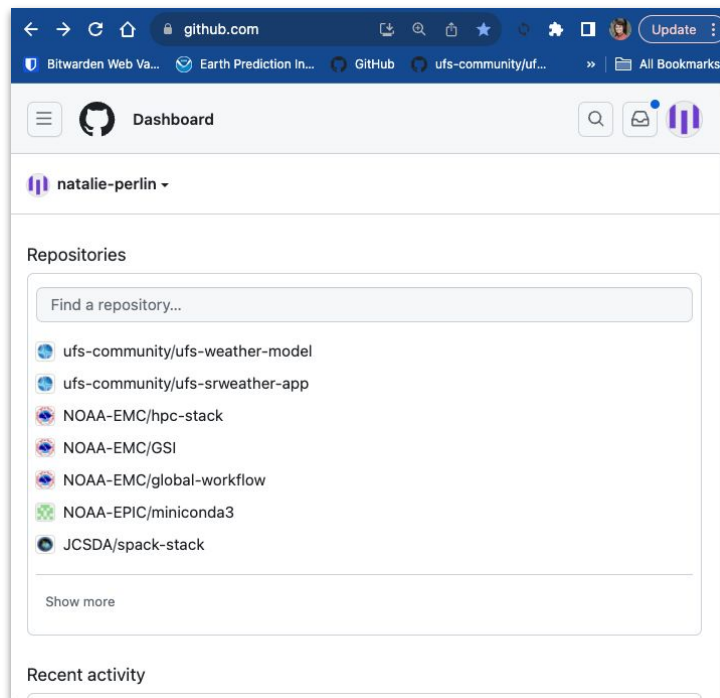 github.com
Update
Bitwarden Web Va...
Earth Prediction In...
GitHub
ufs-community/uf...
»
All Bookmarks
Dashboard
natalie-perlin
Repositories
Find a repository...
ufs-community/ufs-weather-model
ufs-community/ufs-srweather-app
NOAA-EMC/hpc-stack
NOAA-EMC/GSI
NOAA-EMC/global-workflow
NOAA-EPIC/miniconda3
JCSDA/spack-stack
Show more
Recent activity